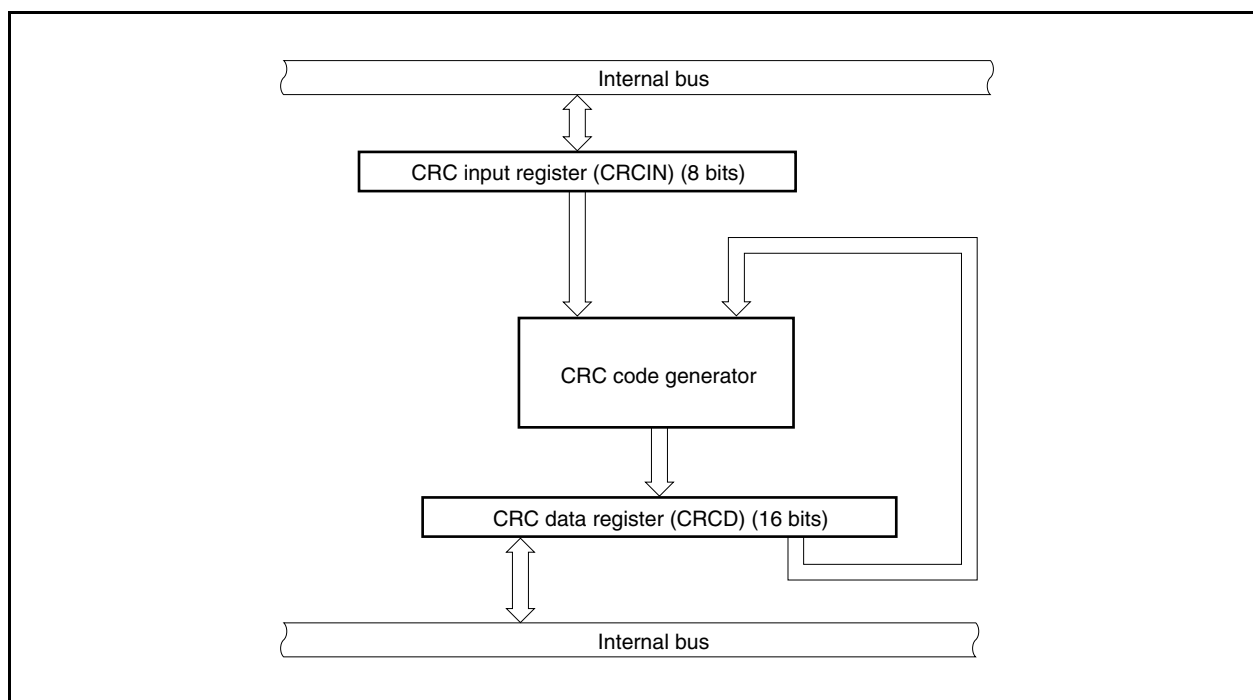 Internal bus
CRC input register (CRCIN) (8 bits)
CRC code generator
CRC data register (CRCD) (16 bits)
Internal bus